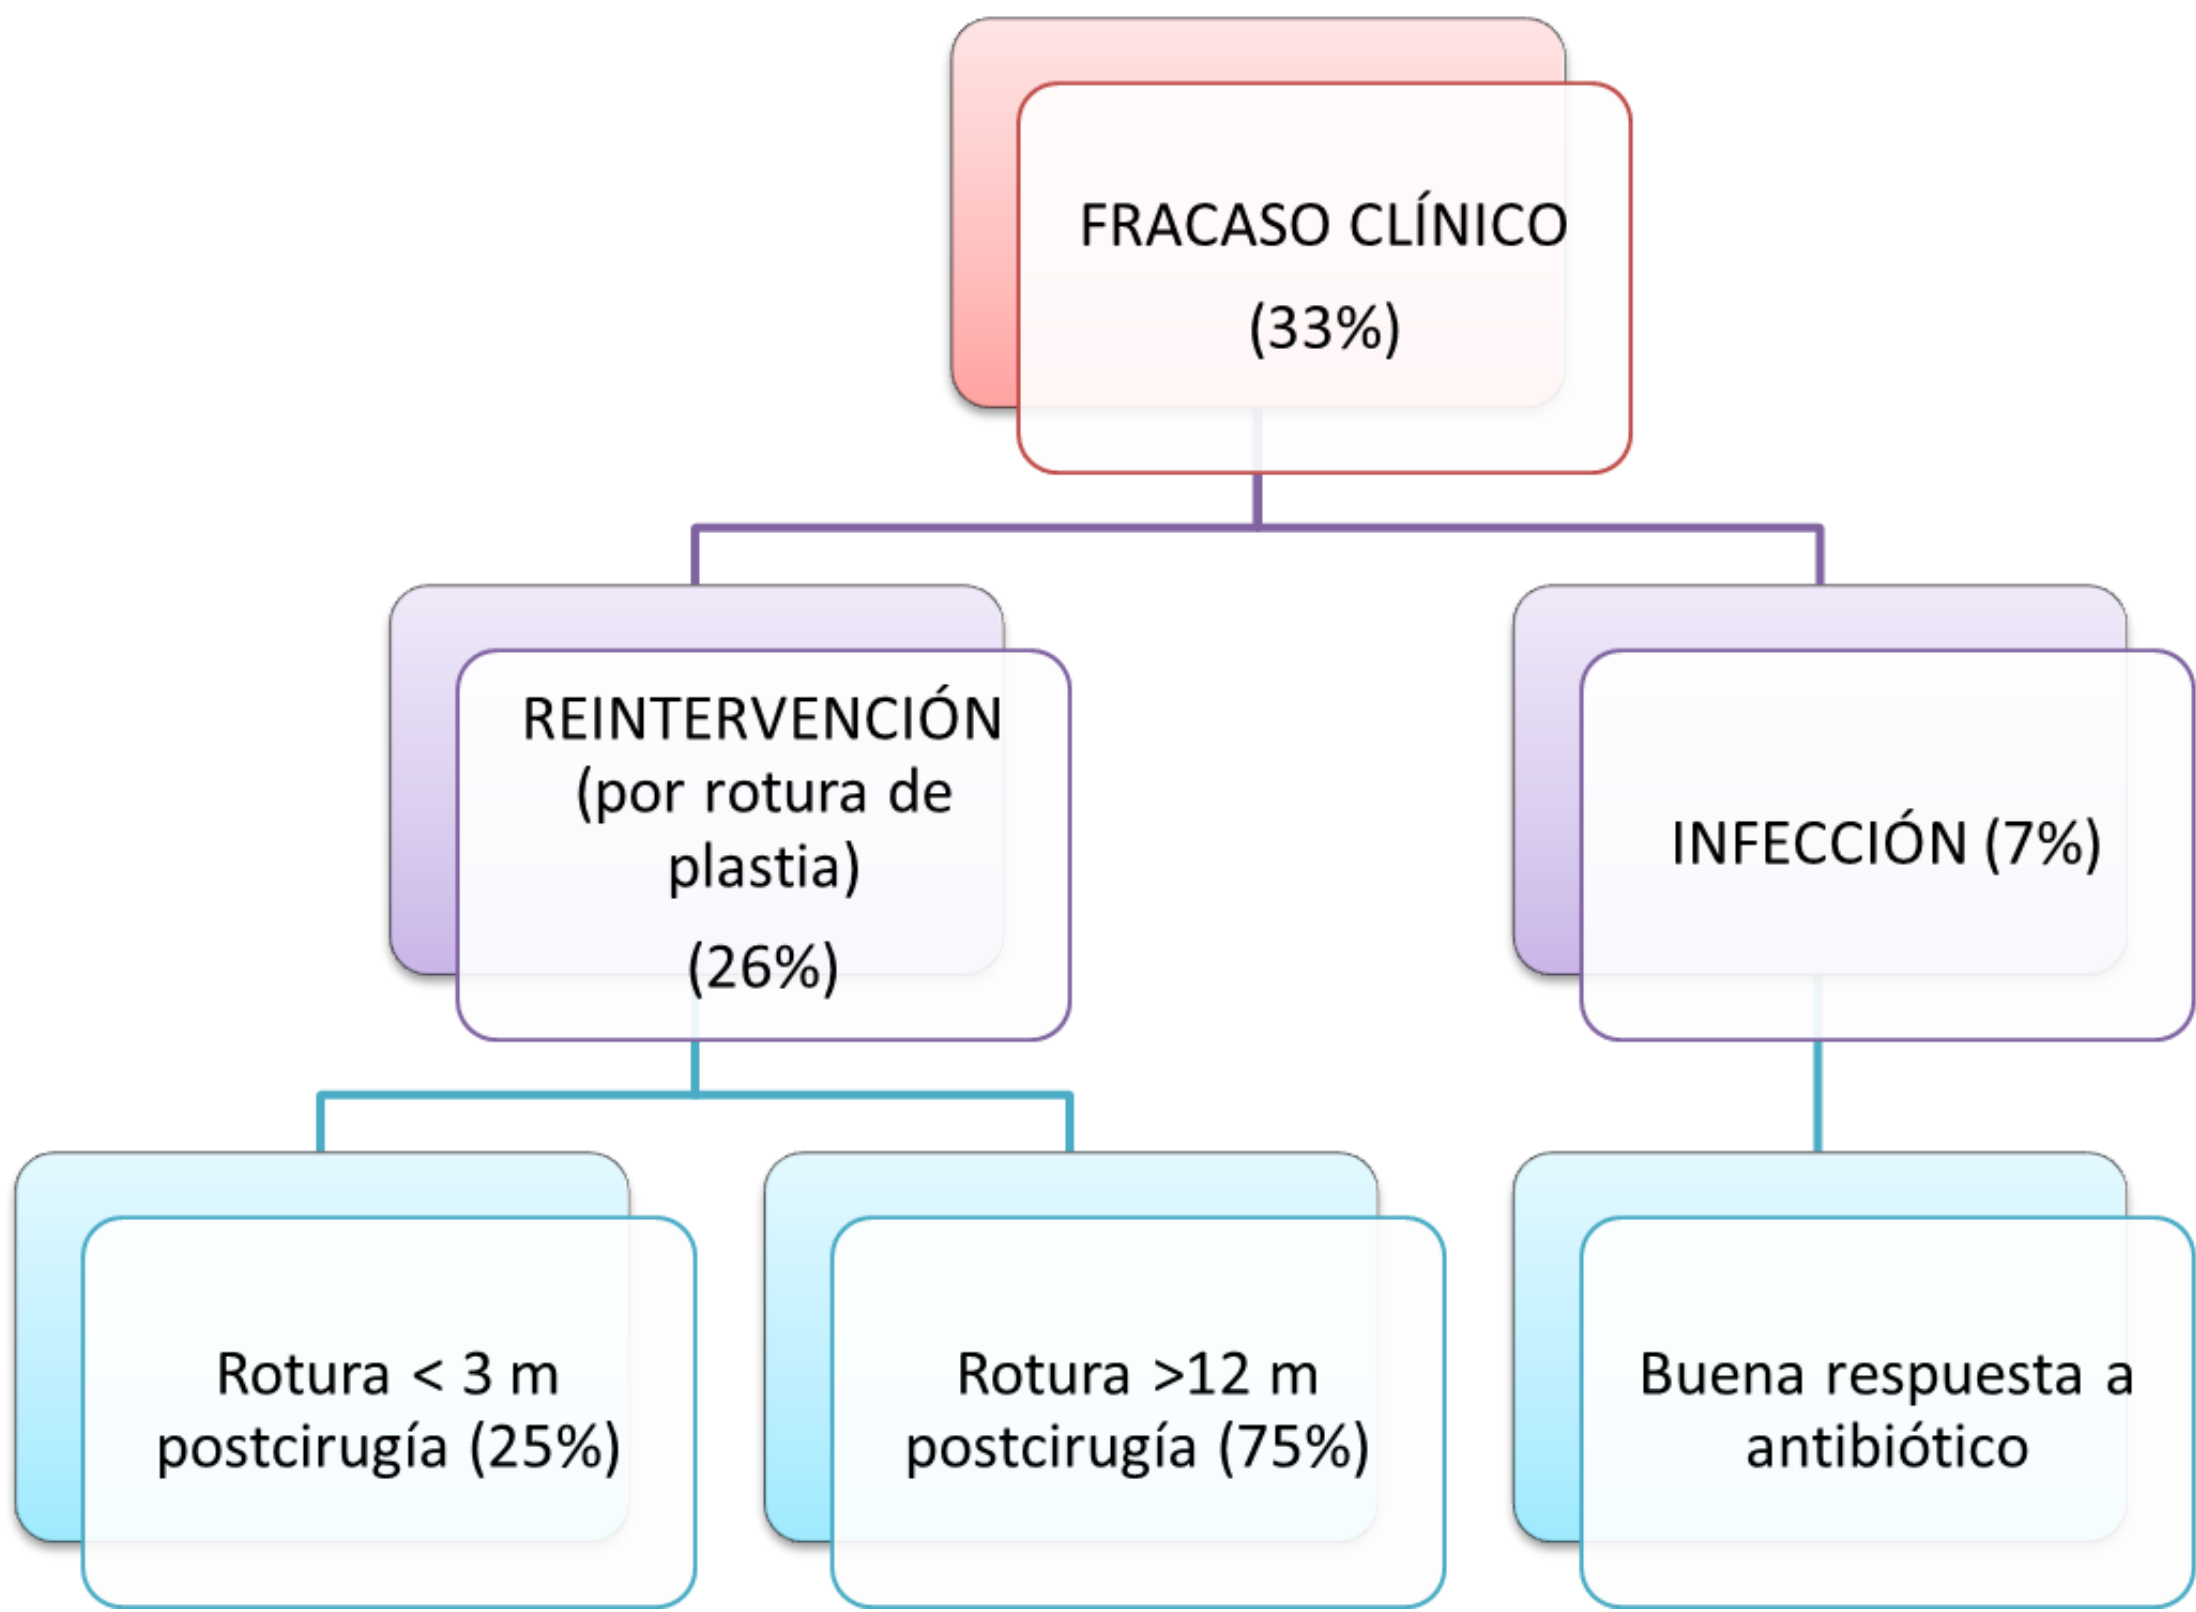 FRACASO CLÍNICO
(33%)
REINTERVENCIÓN
(por rotura de
plastia)
(26%)
INFECCIÓN (7%)
Rotura < 3 m
postcirugía (25%)
Rotura >12 m
postcirugía (75%)
Buena respuesta a
antibiótico